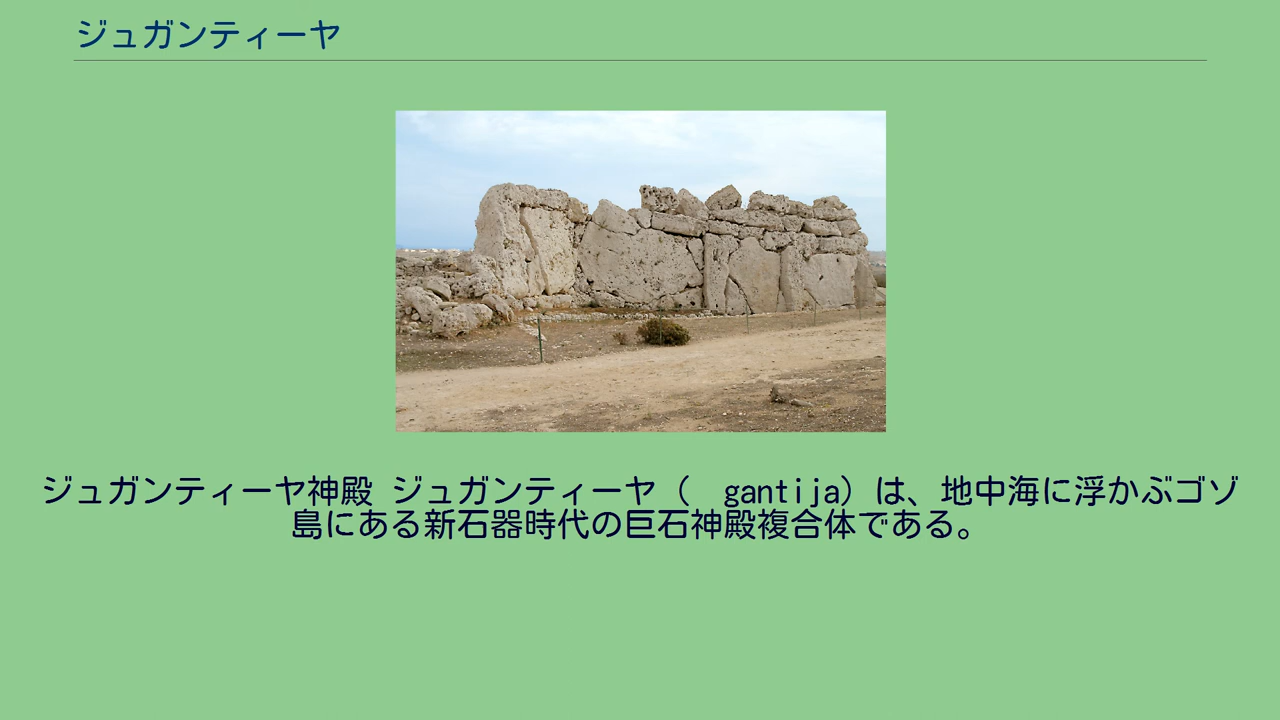 ジュガンティーヤ
ジュガンティーヤ神殿 ジュガンティーヤ(　gantija)は、地中海に浮かぶゴゾ
島にある新石器時代の巨石神殿複合体である。